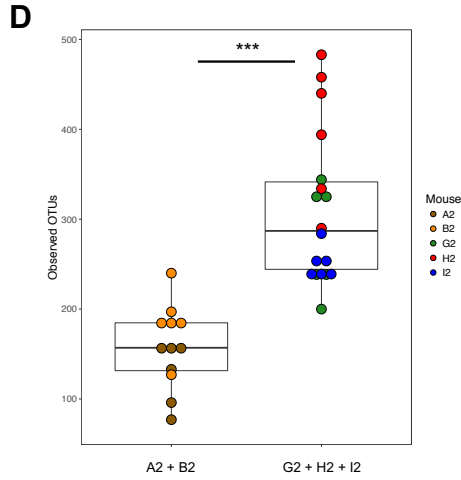 D
***
500
400
300
200
100
Observed OTUs
A2 + B2
G2 + H2 + I2
Mouse
A2
B2
G2
H2
I2